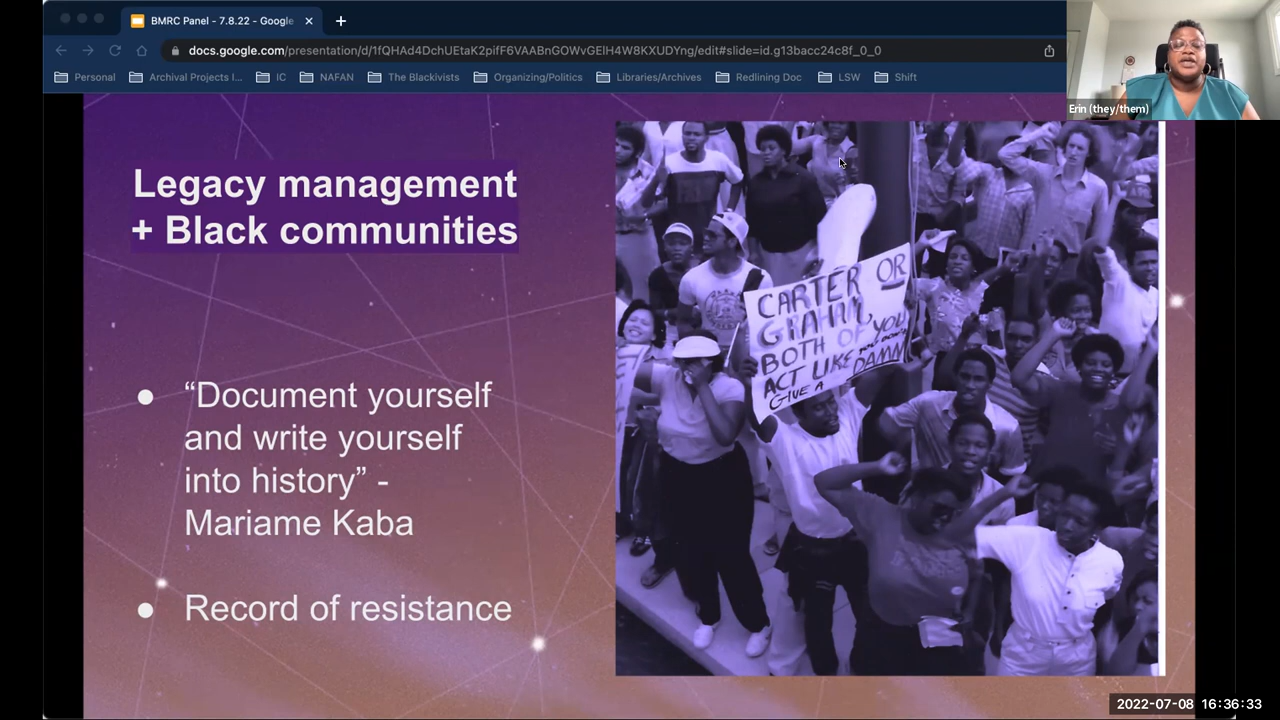 BMRC Panel - 7.8.22 - Google
docs.google.com/presentation/d/1fQHAd4DchUEtaK2pifF6VAABnGOWvGElH4W8KXUDYng/edit#slide=id.g13bacc24c8f_0_0
Personal
Archival Projects I...
IC
NAFAN
The Blackivists
Organizing/Politics
Libraries/Archives
Redlining Doc
LSW
Shift
Erin (they/them)
Legacy management
+ Black communities
● “Document yourself
and write yourself
into history” -
Mariame Kaba
● Record of resistance
CARTER OR
GRAHAM,
BOTH OF YOU
ACT LIKE YOU DON'T
GIVE A DAMN
2022-07-08 16:36:33